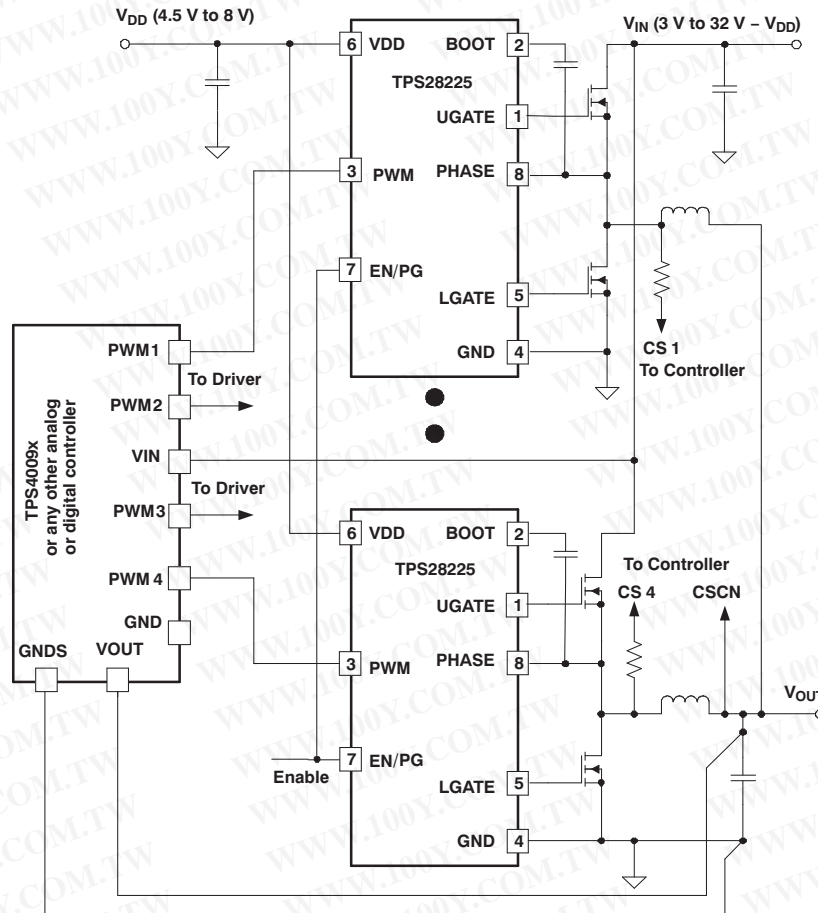 V_DD (4.5 V to 8 V)
V_IN (3 V to 32 V – V_DD)
6 VDD
BOOT 2
TPS28225
UGATE 1
3 PWM
PHASE 8
7 EN/PG
LGATE 5
GND 4
CS 1
To Controller
TPS4009x
or any other analog
or digital controller
PWM1
To Driver
PWM2
VIN
To Driver
PWM3
PWM 4
GND
GNDS
VOUT
6 VDD
BOOT 2
TPS28225
UGATE 1
3 PWM
PHASE 8
7 EN/PG
Enable
LGATE 5
GND 4
To Controller
CS 4
CSCN
V_OUT
WWW.100Y.COM.TW